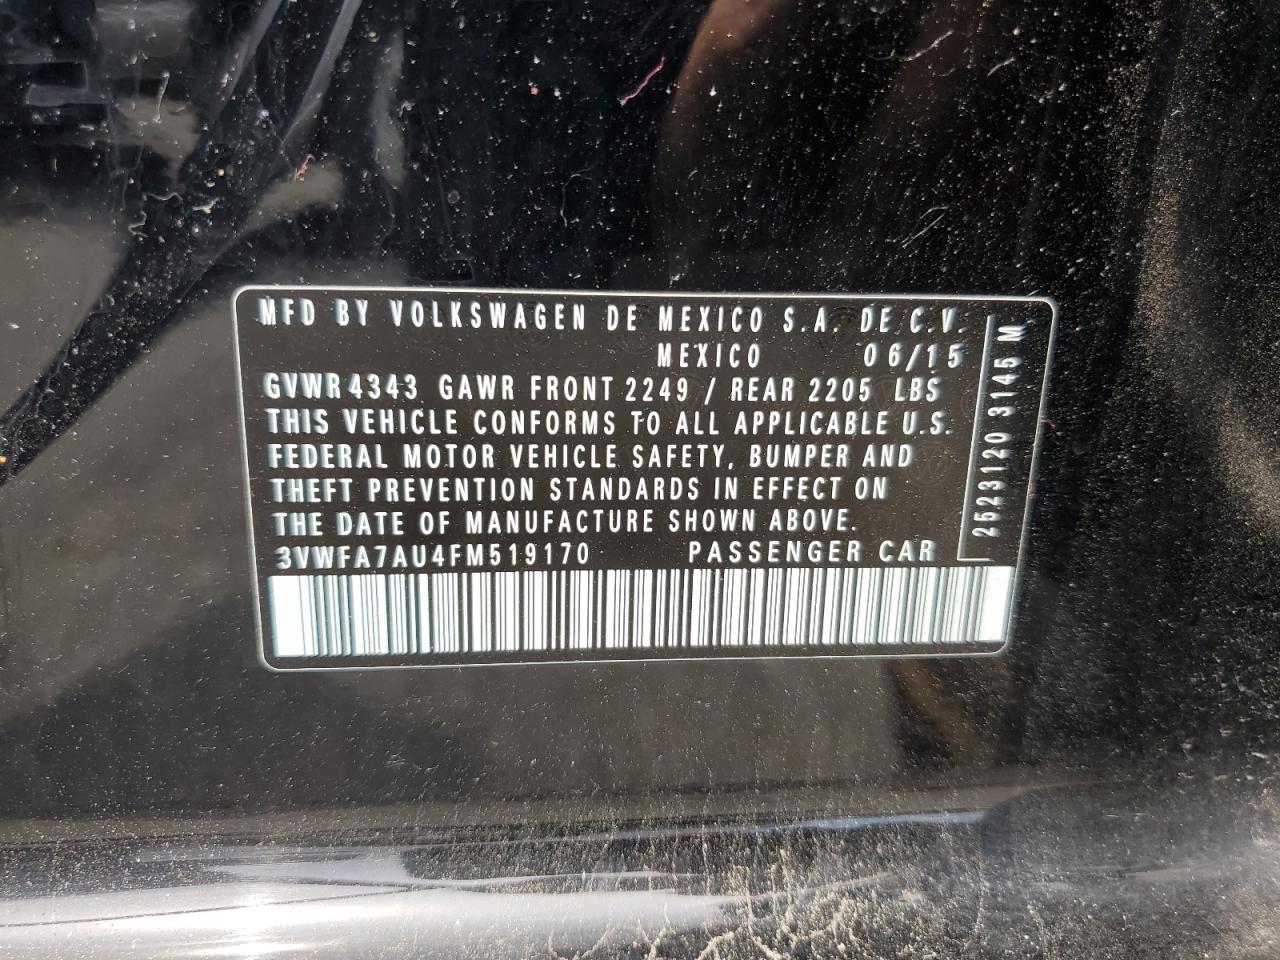 MFD BY VOLKSWAGEN DE MEXICO S.A. DE C.V.
MEXICO 06/15
GVWR 4343 GAWR FRONT 2249 / REAR 2205 LBS
THIS VEHICLE CONFORMS TO ALL APPLICABLE U.S.
FEDERAL MOTOR VEHICLE SAFETY, BUMPER AND
THEFT PREVENTION STANDARDS IN EFFECT ON
THE DATE OF MANUFACTURE SHOWN ABOVE.
3VWFA7AU4FM519170 PASSENGER CAR
2523120 3145 M